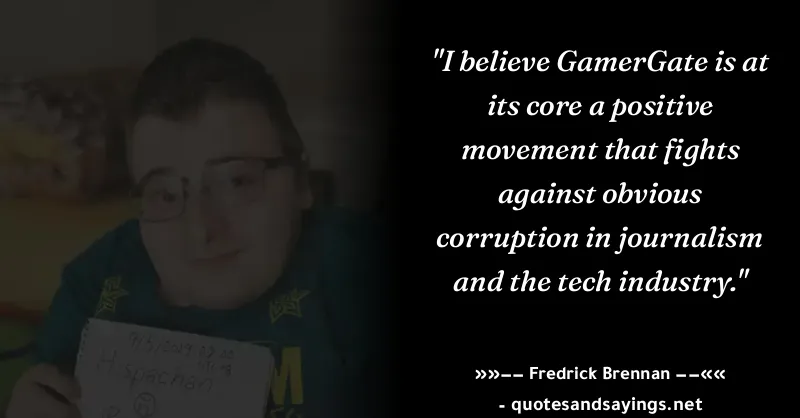 "I believe GamerGate is at
its core a positive
movement that fights
against obvious
corruption in journalism
and the tech industry."
»»−− Fredrick Brennan −−««
- quotesandsayings.net
M